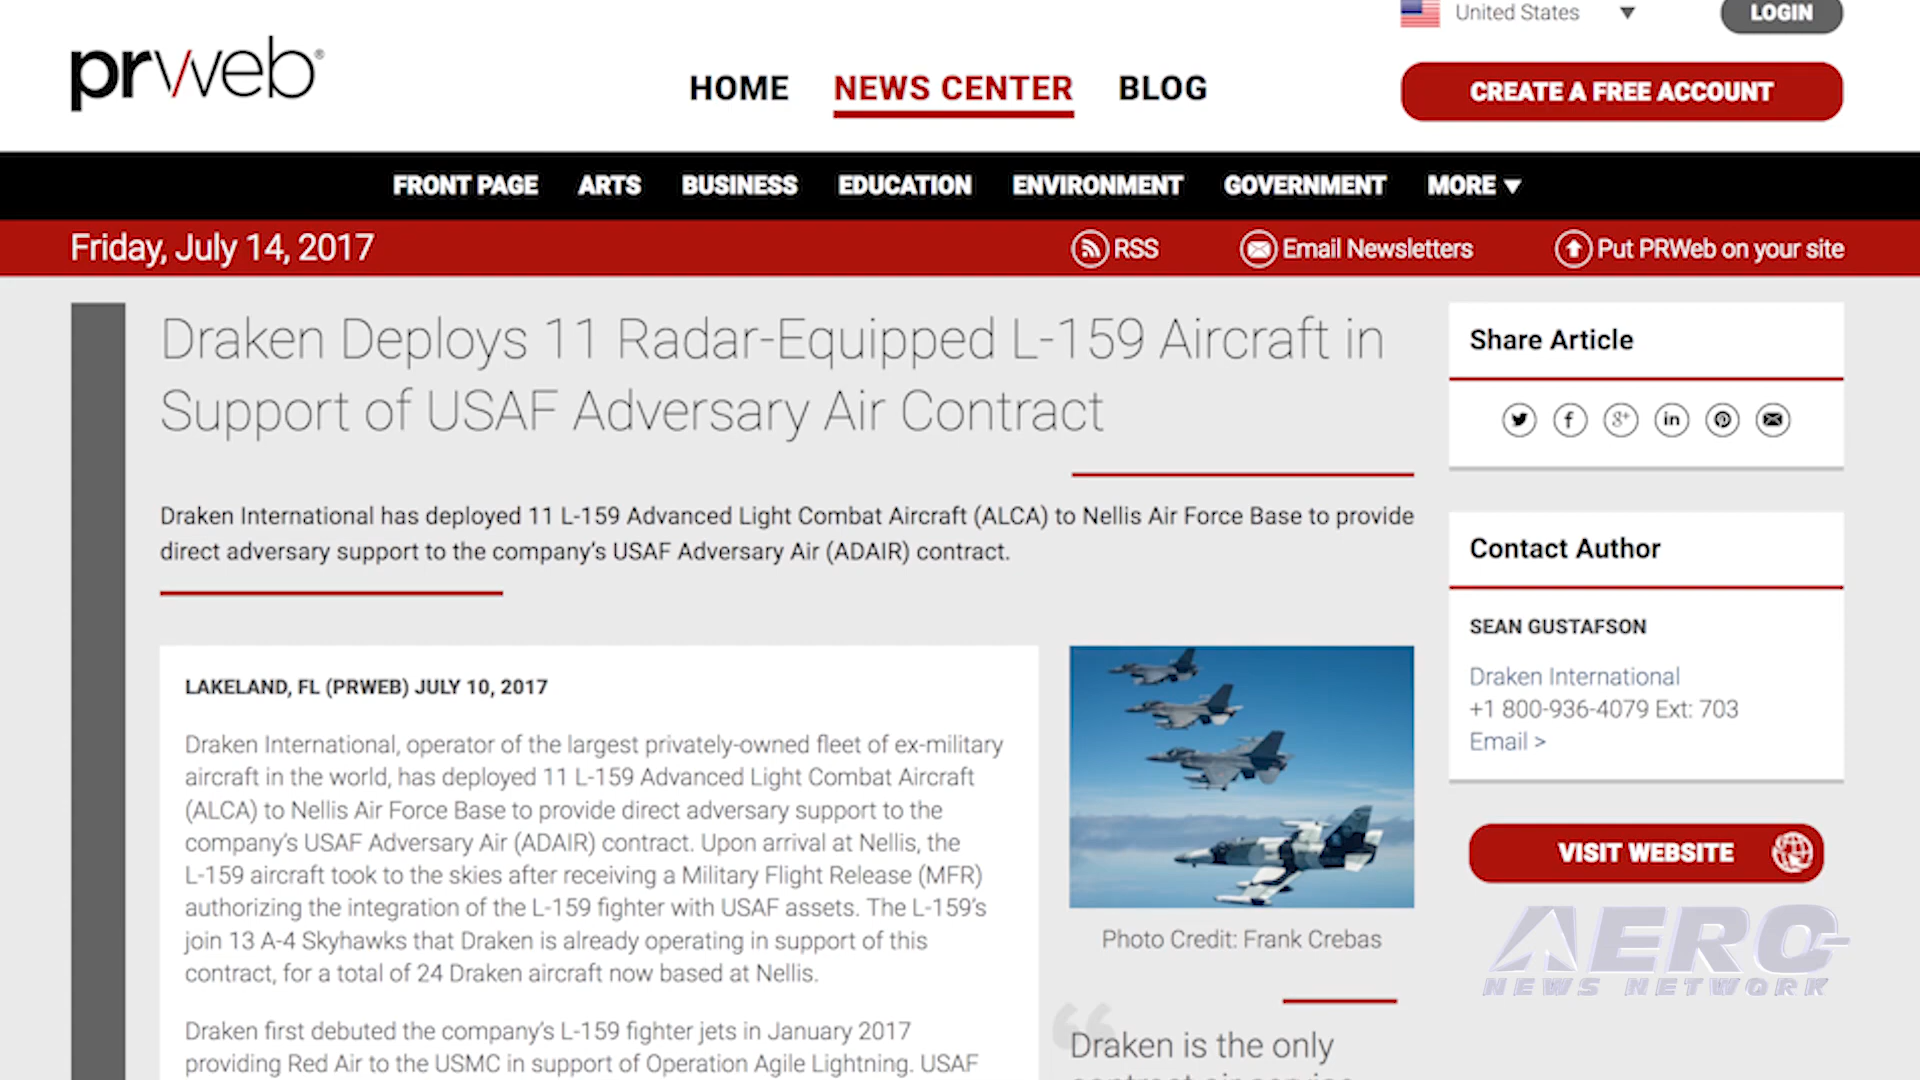 United States
LOGIN
prweb®
HOME
NEWS CENTER
BLOG
CREATE A FREE ACCOUNT
FRONT PAGE
ARTS
BUSINESS
EDUCATION
ENVIRONMENT
GOVERNMENT
MORE
Friday, July 14, 2017
RSS
Email Newsletters
Put PRWeb on your site
Draken Deploys 11 Radar-Equipped L-159 Aircraft in
Support of USAF Adversary Air Contract
Draken International has deployed 11 L-159 Advanced Light Combat Aircraft (ALCA) to Nellis Air Force Base to provide
direct adversary support to the company's USAF Adversary Air (ADAIR) contract.
LAKELAND, FL (PRWEB) JULY 10, 2017
Draken International, operator of the largest privately-owned fleet of ex-military
aircraft in the world, has deployed 11 L-159 Advanced Light Combat Aircraft
(ALCA) to Nellis Air Force Base to provide direct adversary support to the
company's USAF Adversary Air (ADAIR) contract. Upon arrival at Nellis, the
L-159 aircraft took to the skies after receiving a Military Flight Release (MFR)
authorizing the integration of the L-159 fighter with USAF assets. The L-159's
join 13 A-4 Skyhawks that Draken is already operating in support of this
contract, for a total of 24 Draken aircraft now based at Nellis.
Draken first debuted the company's L-159 fighter jets in January 2017
providing Red Air to the USMC in support of Operation Agile Lightning. USAF
Photo Credit: Frank Crebas
“
Draken is the only
contract air service
Share Article
f
g+
in
Contact Author
SEAN GUSTAFSON
Draken International
+1 800-936-4079 Ext: 703
Email >
VISIT WEBSITE
AERO-
NEWS NETWORK